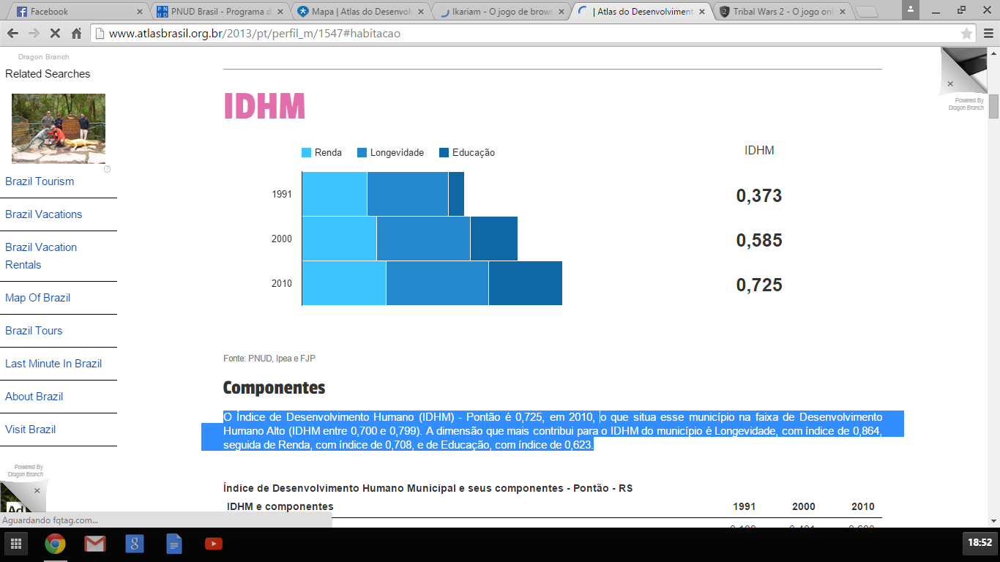 Facebook
PNUD Brasil - Programa d
Mapa | Atlas do Desenvol
Ikariam - O jogo de brows
| Atlas do Desenvolviment
Tribal Wars 2 - O jogo onl
www.atlasbrasil.org.br/2013/pt/perfil_m/1547#habitacao
Dragon Branch
Related Searches
Brazil Tourism
Brazil Vacations
Brazil Vacation
Rentals
Map Of Brazil
Brazil Tours
Last Minute In Brazil
About Brazil
Visit Brazil
Powered By
Dragon Branch
Ad
Powered By
Dragon Branch
IDHM
Renda Longevidade Educação IDHM
1991 0,373
2000 0,585
2010 0,725
Fonte: PNUD, Ipea e FJP
Componentes
O Índice de Desenvolvimento Humano (IDHM) - Pontão é 0,725, em 2010, o que situa esse município na faixa de Desenvolvimento
Humano Alto (IDHM entre 0,700 e 0,799). A dimensão que mais contribui para o IDHM do município é Longevidade, com índice de 0,864,
seguida de Renda, com índice de 0,708, e de Educação, com índice de 0,623.
Índice de Desenvolvimento Humano Municipal e seus componentes - Pontão - RS
IDHM e componentes 1991 2000 2010
Aguardando fqtag.com...
18:52